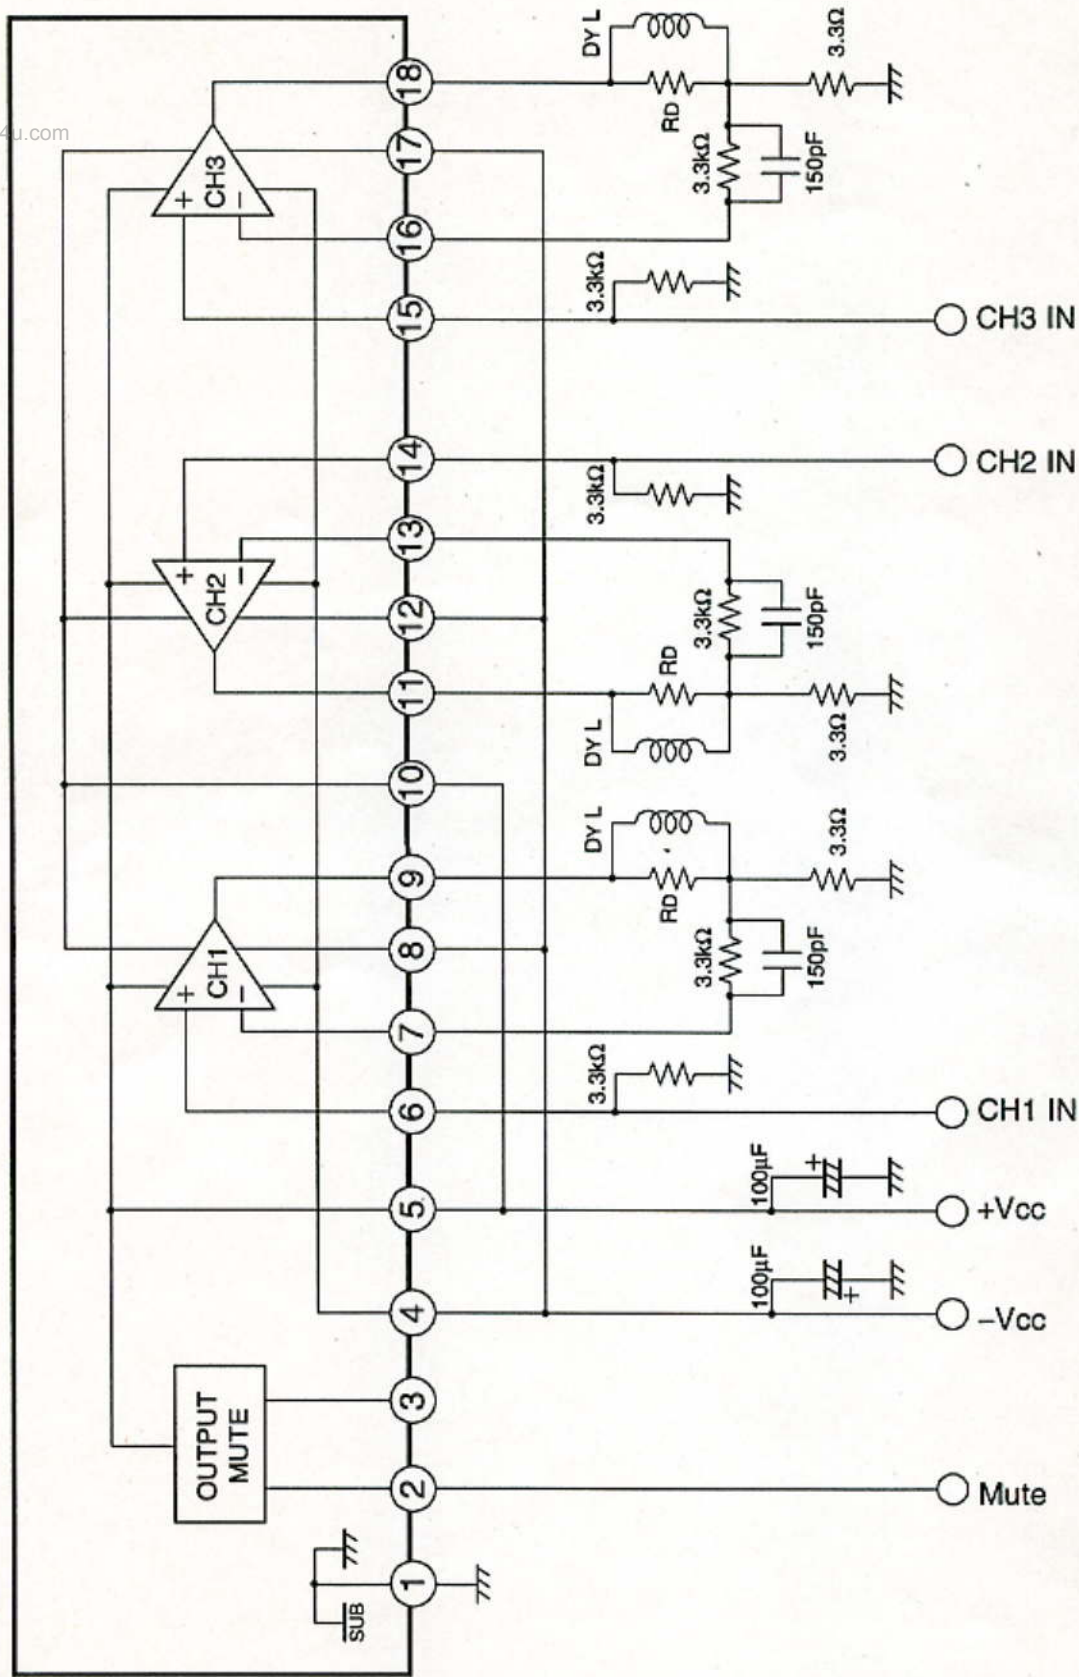 4u.com
DY L
3.3Ω
18
RD
17
CH3
+
−
3.3kΩ
150pF
16
3.3kΩ
15
CH3 IN
14
CH2 IN
3.3kΩ
13
+
−
CH2
3.3kΩ
150pF
12
RD
11
DY L
3.3Ω
10
DY L
3.3Ω
9
RD
8
CH1
+
−
3.3kΩ
150pF
7
3.3kΩ
6
CH1 IN
100μF
+
5
+Vcc
100μF
+
4
−Vcc
3
OUTPUT
MUTE
2
Mute
1
SUB